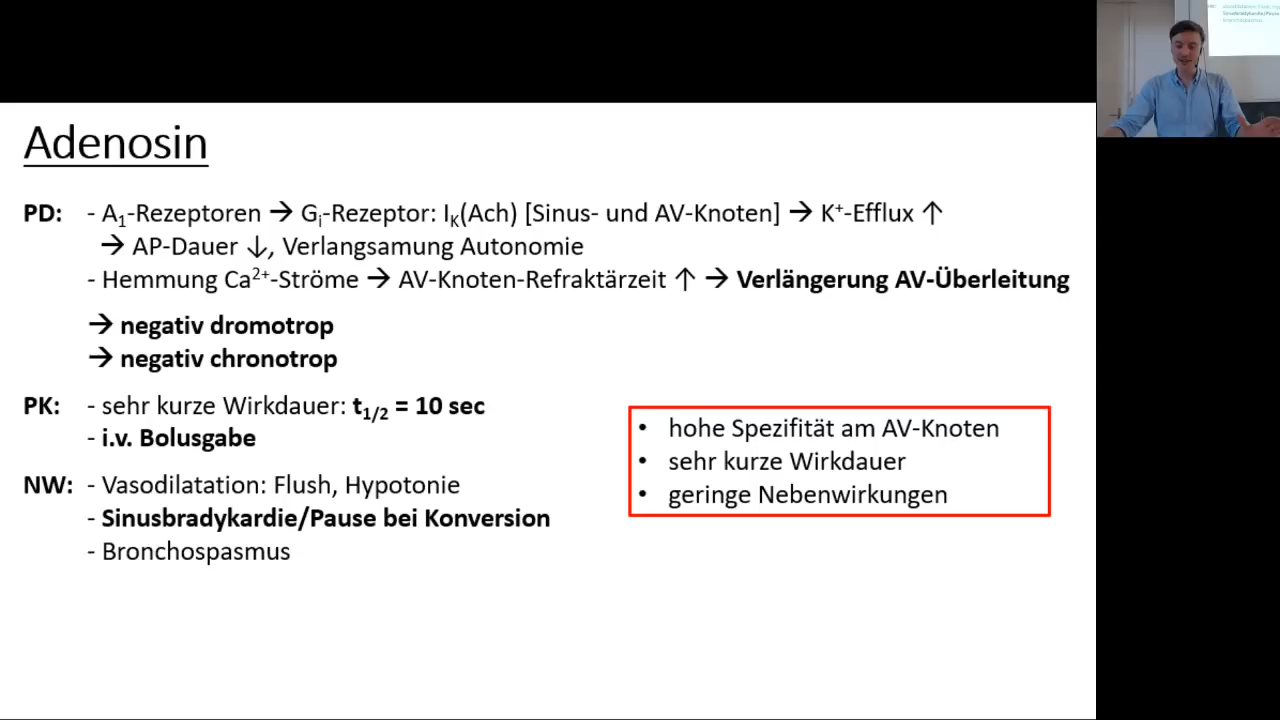 Adenosin
PD: - A₁-Rezeptoren → Gᵢ-Rezeptor: I_K(Ach) [Sinus- und AV-Knoten] → K⁺-Efflux ↑
→ AP-Dauer ↓, Verlangsamung Autonomie
- Hemmung Ca²⁺-Ströme → AV-Knoten-Refraktärzeit ↑ → Verlängerung AV-Überleitung
→ negativ dromotrop
→ negativ chronotrop
PK: - sehr kurze Wirkdauer: t₁/₂ = 10 sec
- i.v. Bolusgabe
NW: - Vasodilatation: Flush, Hypotonie
- Sinusbradykardie/Pause bei Konversion
- Bronchospasmus
• hohe Spezifität am AV-Knoten
• sehr kurze Wirkdauer
• geringe Nebenwirkungen
Sinusbradykardie/Pause
Bronchospasmus